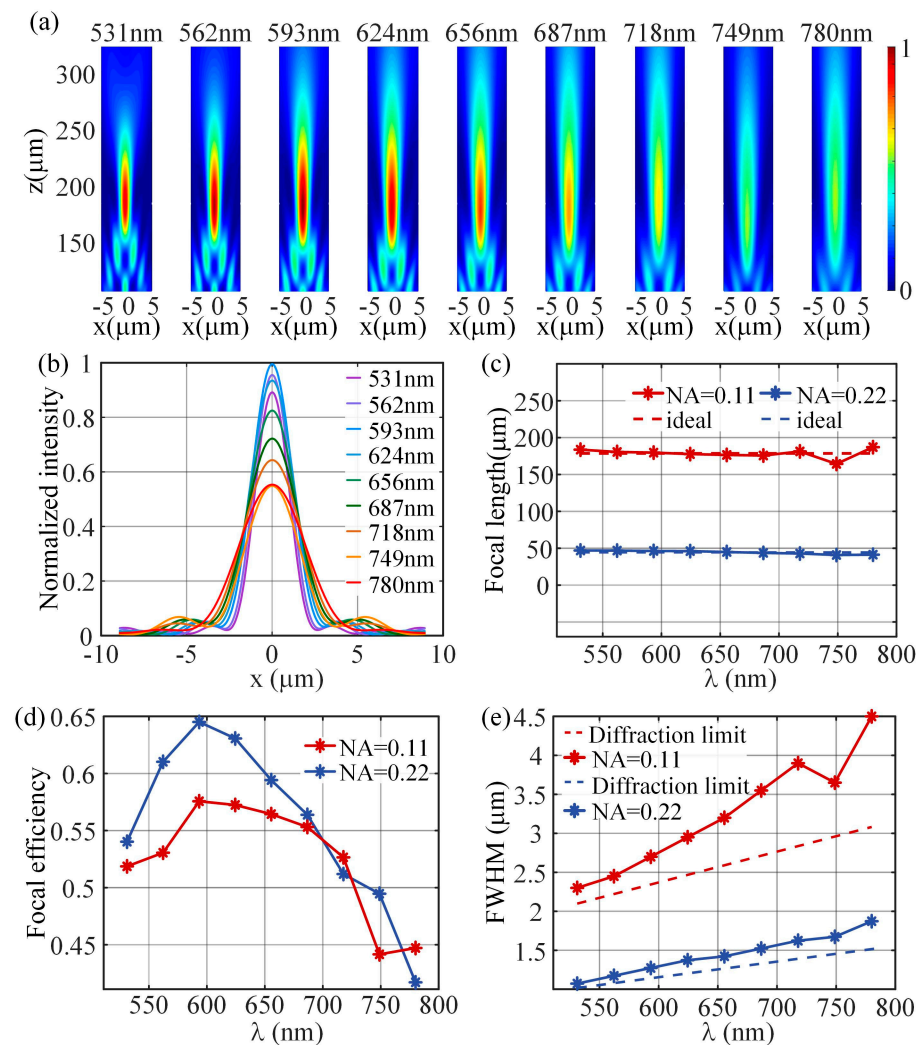 (a)
531nm 562nm 593nm 624nm 656nm 687nm 718nm 749nm 780nm
300
250
200
150
z(μm)
1
0
-5 0 5 -5 0 5 -5 0 5 -5 0 5 -5 0 5 -5 0 5 -5 0 5 -5 0 5 -5 0 5
x(μm) x(μm) x(μm) x(μm) x(μm) x(μm) x(μm) x(μm) x(μm)
(b)
1
0.8
0.6
0.4
0.2
0
Normalized intensity
531nm
562nm
593nm
624nm
656nm
687nm
718nm
749nm
780nm
-10 -5 0 5 10
x (μm)
(c)
NA=0.11 NA=0.22
ideal ideal
250
200
150
100
50
0
Focal length(μm)
550 600 650 700 750 800
λ (nm)
(d)
0.65
0.6
0.55
0.5
0.45
Focal efficiency
NA=0.11
NA=0.22
550 600 650 700 750 800
λ (nm)
(e)
4.5
4
3.5
3
2.5
2
1.5
1
FWHM (μm)
Diffraction limit
NA=0.11
Diffraction limit
NA=0.22
550 600 650 700 750 800
λ (nm)